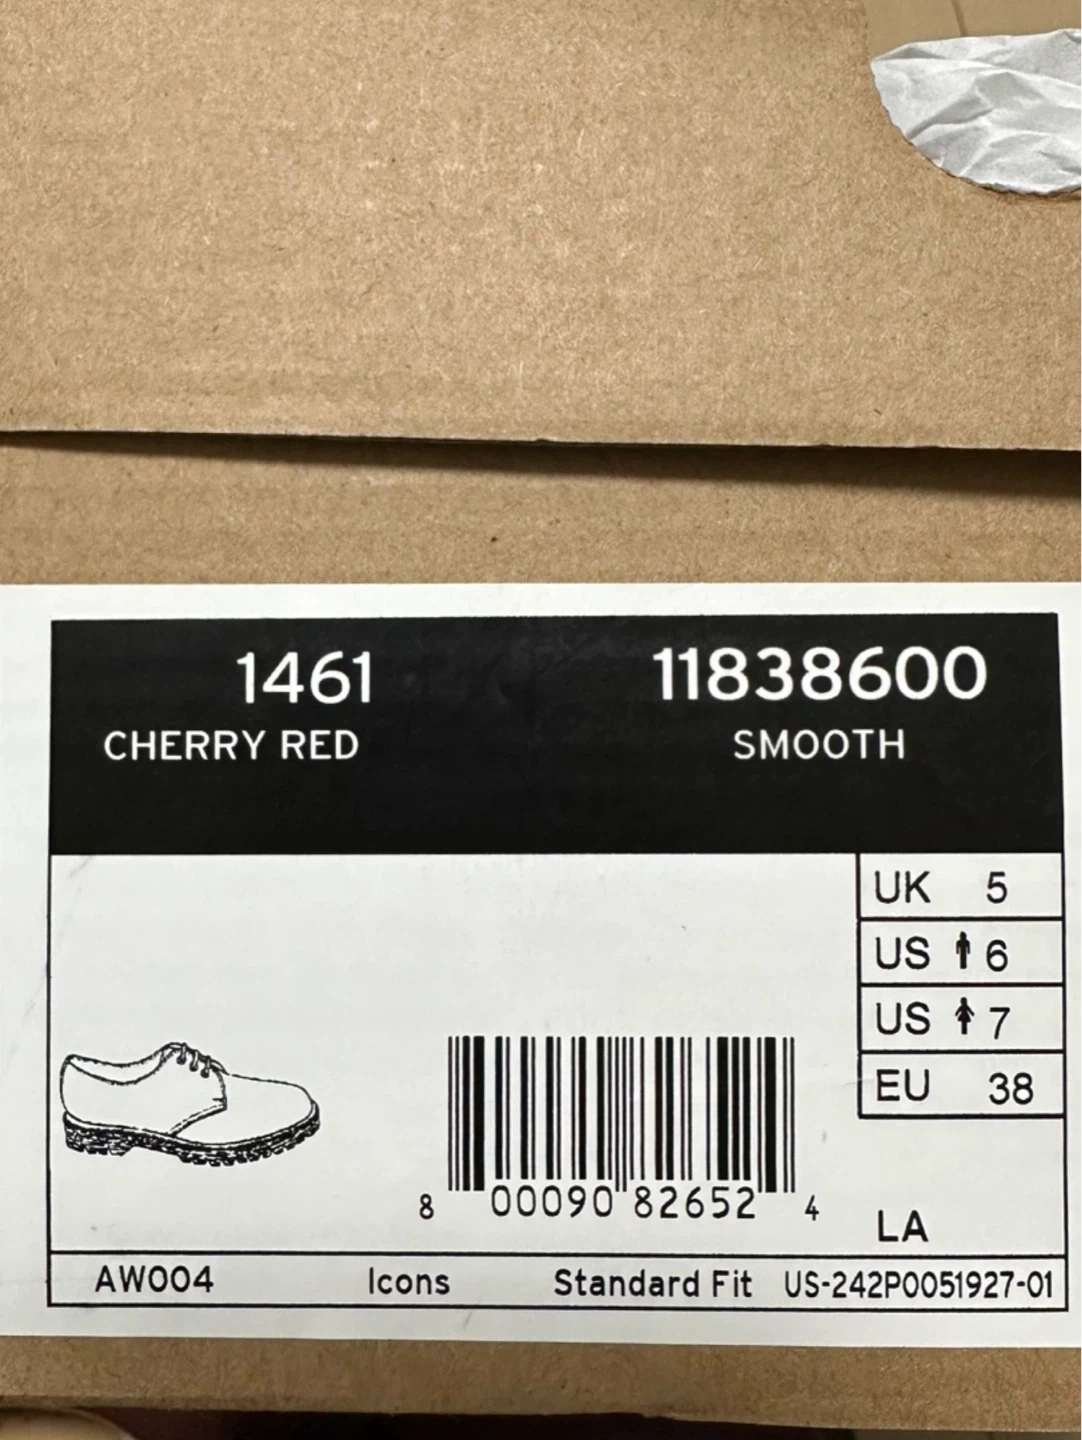 1461
11838600
CHERRY RED
SMOOTH
UK 5
US 6
US 7
EU 38
8 00090 82652 4
LA
AW004 Icons Standard Fit US-242P0051927-01